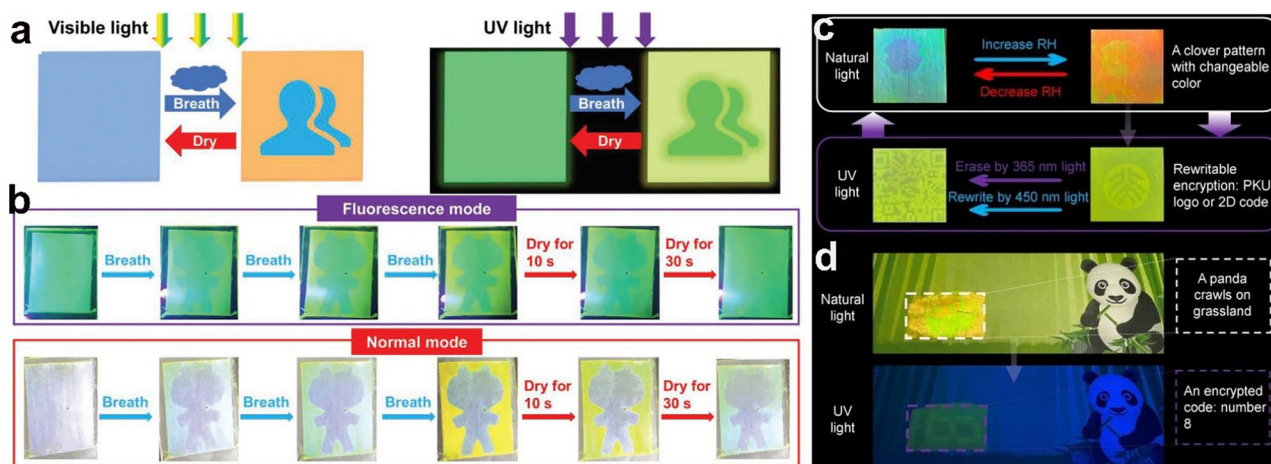 a
Visible light
Breath
Dry
UV light
Breath
Dry
b
Fluorescence mode
Breath
Breath
Breath
Dry for
10 s
Dry for
30 s
Normal mode
Breath
Breath
Breath
Dry for
10 s
Dry for
30 s
c
Natural
light
Increase RH
Decrease RH
A clover pattern
with changeable
color
UV
light
Erase by 365 nm light
Rewrite by 450 nm light
Rewritable
encryption: PKU
logo or 2D code
d
Natural
light
A
panda
crawls on
grassland
UV
light
An
encrypted
code: number
8